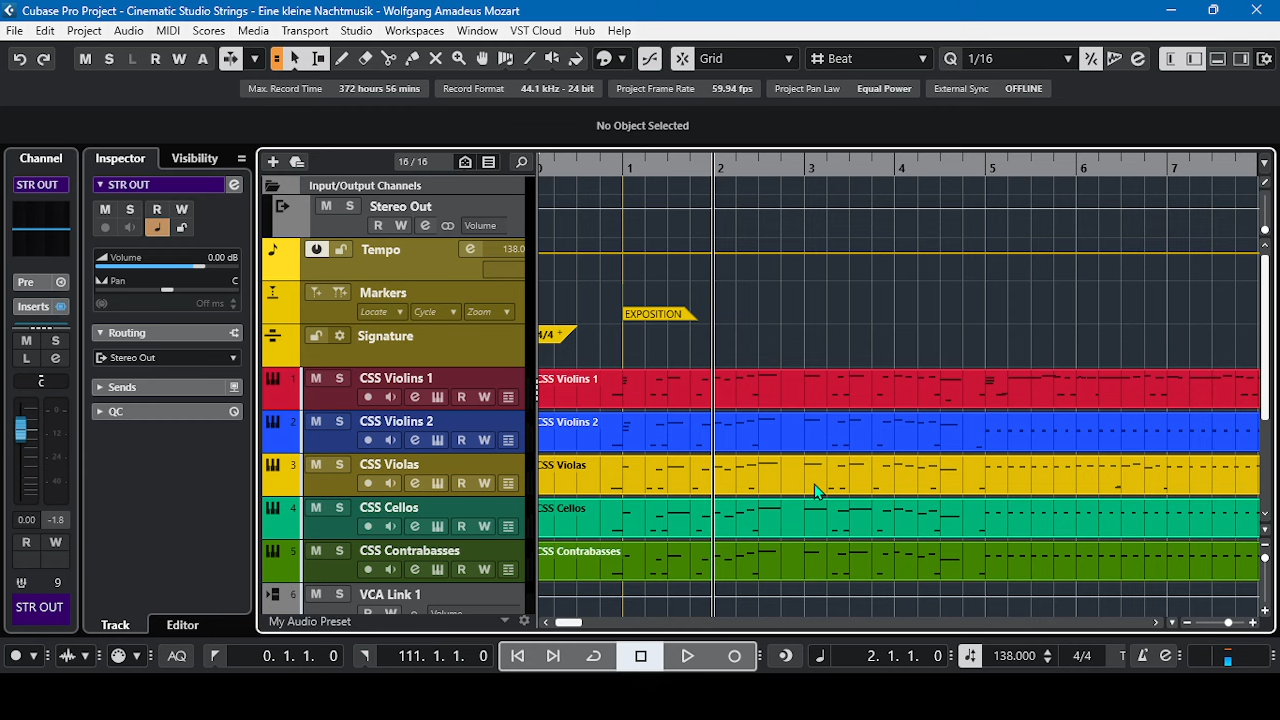 Cubase Pro Project - Cinematic Studio Strings - Eine kleine Nachtmusik - Wolfgang Amadeus Mozart
File Edit Project Audio MIDI Scores Media Transport Studio Workspaces Window VST Cloud Hub Help
M S L R W A Grid Beat Q 1/16
Max. Record Time 372 hours 56 mins Record Format 44.1 kHz - 24 bit Project Frame Rate 59.94 fps Project Pan Law Equal Power External Sync OFFLINE
No Object Selected
Channel Inspector Visibility 16 / 16 1 2 3 4 5 6 7
STR OUT STR OUT e Input/Output Channels
M S R W M S Stereo Out
R W e Volume
Volume 0.00 dB Tempo e 138.0
Pre Pan C
Inserts Off ms Markers
Locate Cycle Zoom EXPOSITION
M S Routing Signature 4/4 +
L e Stereo Out
C Sends 1 M S CSS Violins 1 CSS Violins 1
QC e R W
0 2 M S CSS Violins 2 CSS Violins 2
12 e R W
24 3 M S CSS Violas CSS Violas
40 e R W
0.00 -1.8 4 M S CSS Cellos CSS Cellos
R W e R W
5 M S CSS Contrabasses CSS Contrabasses
9 e R W
STR OUT 6 M S VCA Link 1
R W Volume
Track Editor My Audio Preset
AQ 0. 1. 1. 0 111. 1. 1. 0 2. 1. 1. 0 138.000 4/4 T e